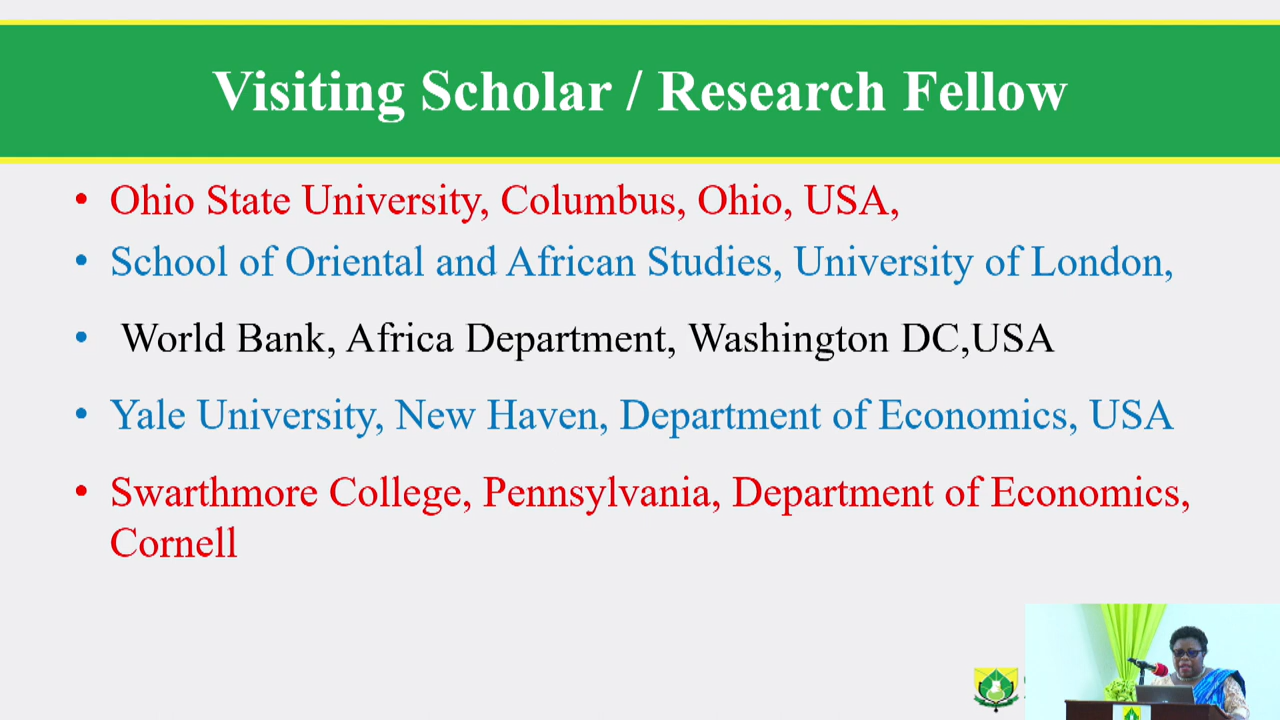 Visiting Scholar / Research Fellow
• Ohio State University, Columbus, Ohio, USA,
• School of Oriental and African Studies, University of London,
• World Bank, Africa Department, Washington DC,USA
• Yale University, New Haven, Department of Economics, USA
• Swarthmore College, Pennsylvania, Department of Economics,
Cornell